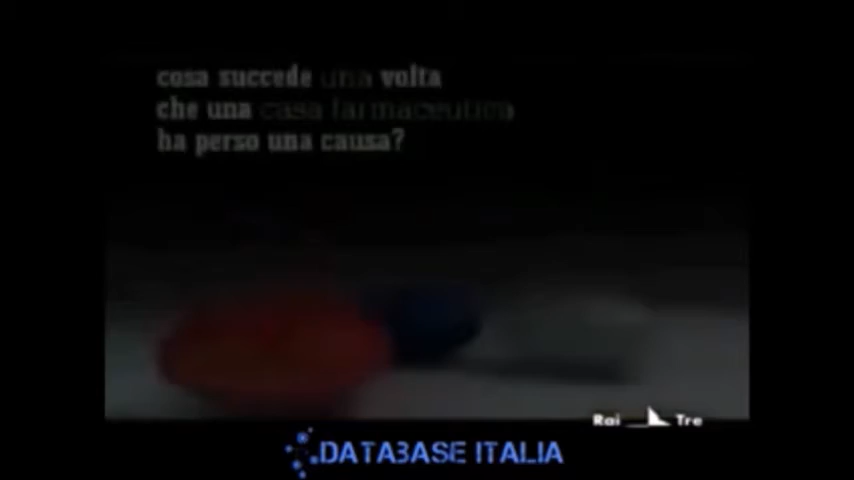 cosa succede una volta
che una casa farmaceutica
ha perso una causa?
Rai Tre
DATABASE ITALIA